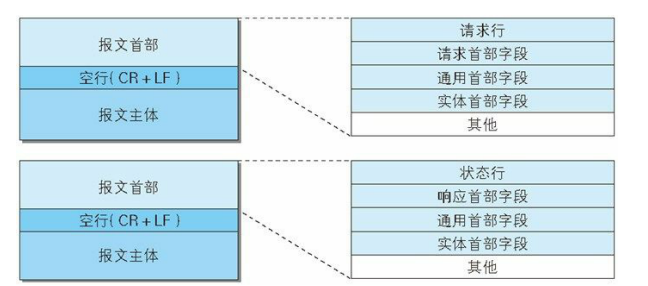 报文首部
空行(CR+LF)
报文主体
请求行
请求首部字段
通用首部字段
实体首部字段
其他
报文首部
空行(CR+LF)
报文主体
状态行
响应首部字段
通用首部字段
实体首部字段
其他